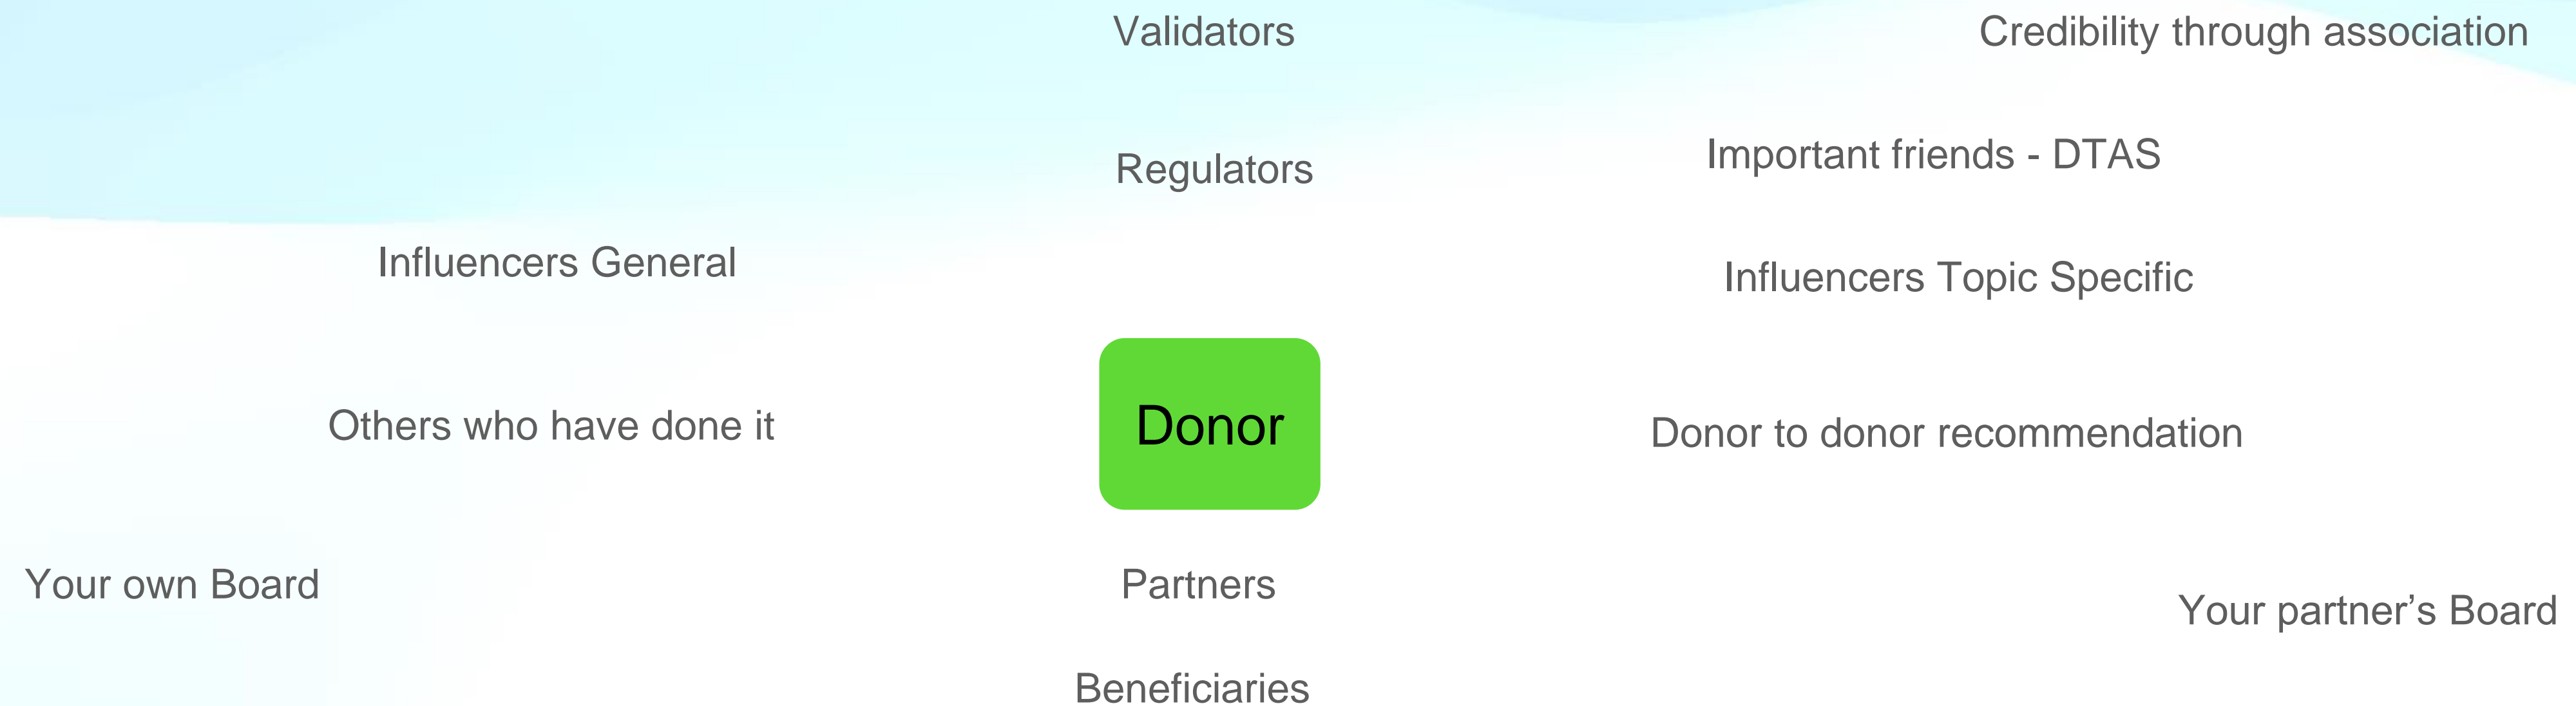 Validators
Credibility through association
Important friends - DTAS
Regulators
Influencers General
Influencers Topic Specific
Donor
Others who have done it
Donor to donor recommendation
Your own Board
Partners
Your partner’s Board
Beneficiaries